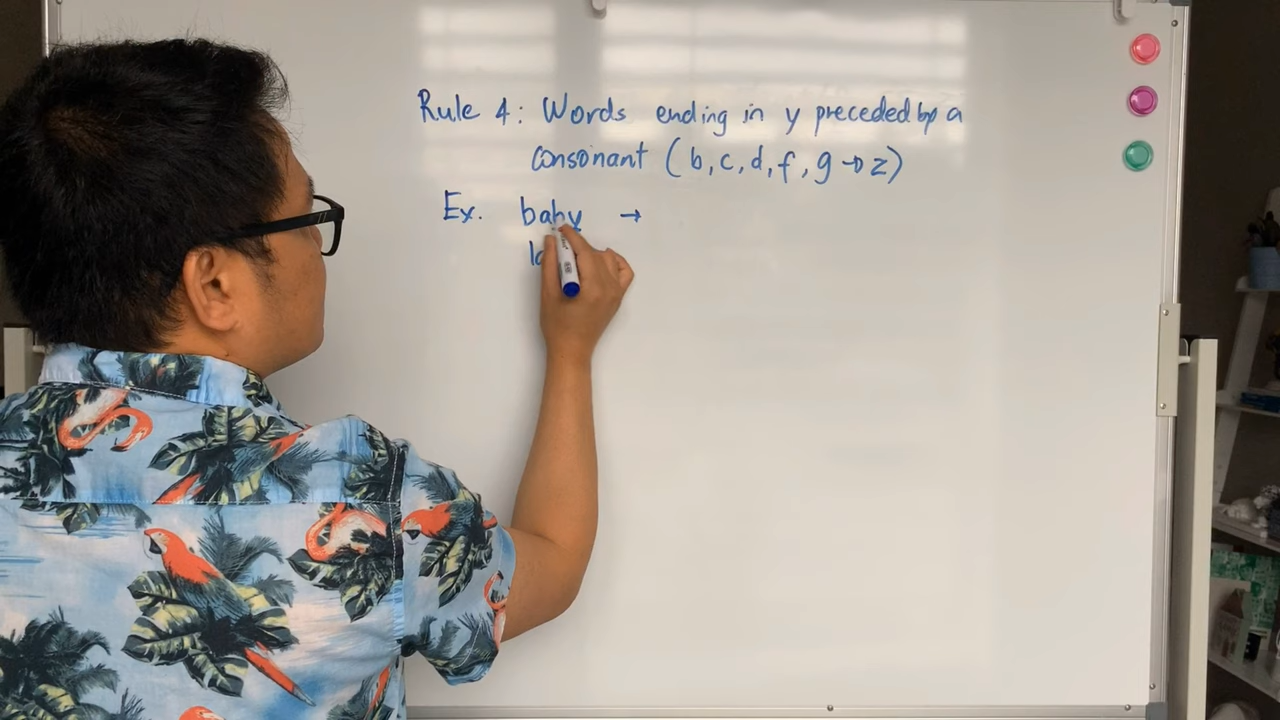 Rule 4: Words ending in y preceded by a
consonant (b, c, d, f, g → z)
Ex. baby →